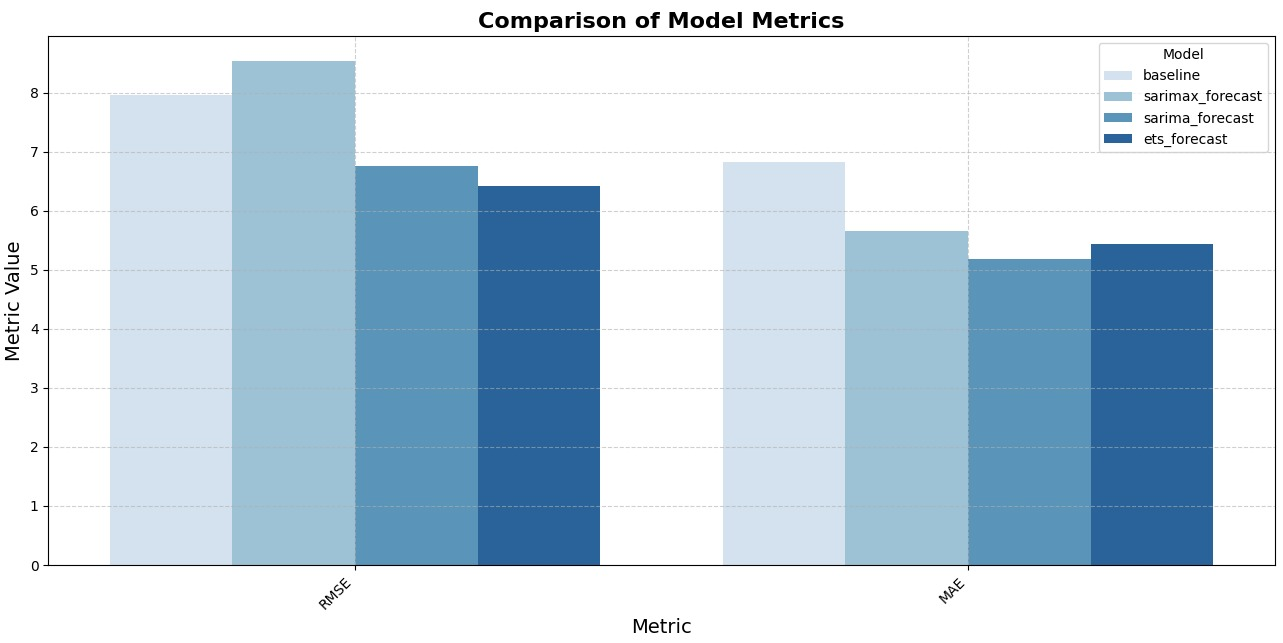 Comparison of Model Metrics
Model
baseline
sarimax_forecast
sarima_forecast
ets_forecast
Metric Value
8
7
6
5
4
3
2
1
0
RMSE
MAE
Metric